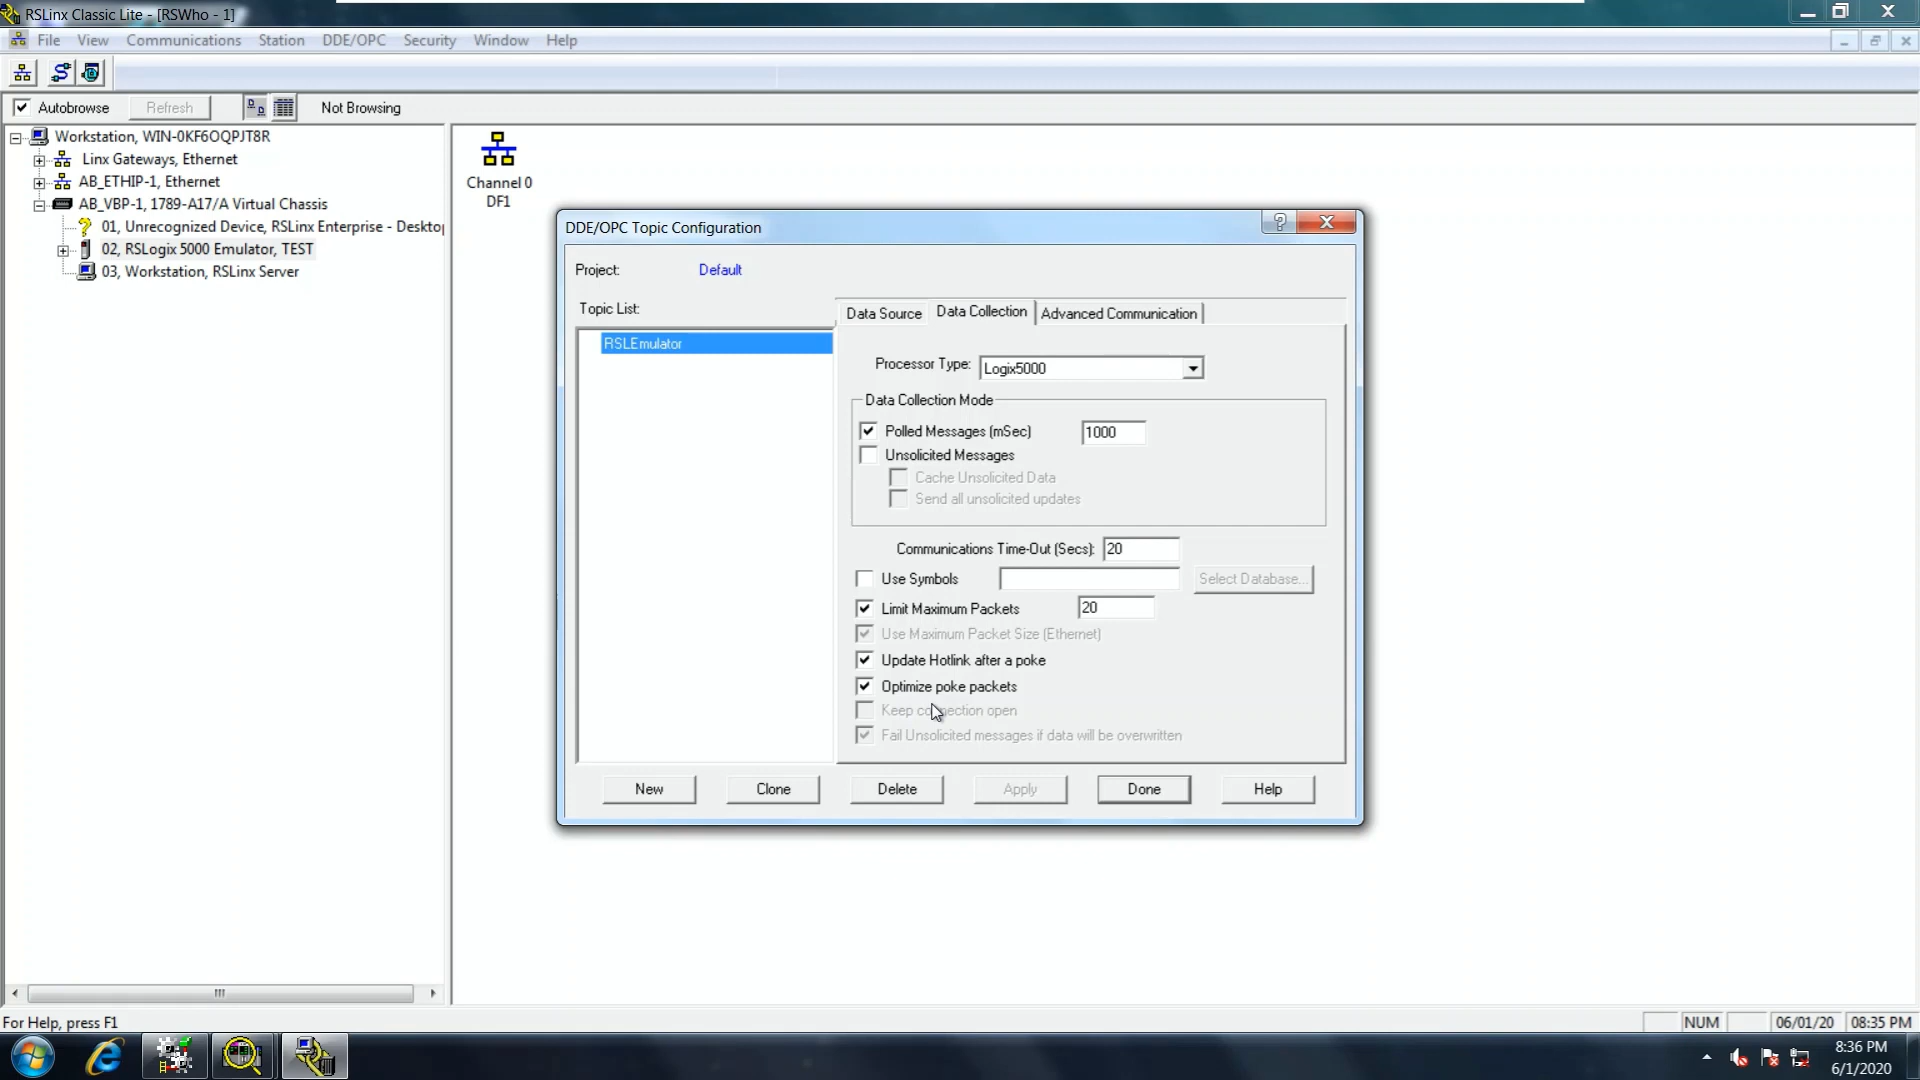 RSLinx Classic Lite - [RSWho - 1]
File View Communications Station DDE/OPC Security Window Help
Autobrowse Refresh Not Browsing
Workstation, WIN-0KF6OQPJT8R
Linx Gateways, Ethernet
AB_ETHIP-1, Ethernet
AB_VBP-1, 1789-A17/A Virtual Chassis
01, Unrecognized Device, RSLinx Enterprise - Deskto
02, RSLogix 5000 Emulator, TEST
03, Workstation, RSLinx Server
Channel 0
DF1
DDE/OPC Topic Configuration
Project: Default
Topic List:
RSLEmulator
Data Source Data Collection Advanced Communication
Processor Type: Logix5000
Data Collection Mode
Polled Messages (mSec) 1000
Unsolicited Messages
Cache Unsolicited Data
Send all unsolicited updates
Communications Time-Out (Secs): 20
Use Symbols Select Database...
Limit Maximum Packets 20
Use Maximum Packet Size (Ethernet)
Update Hotlink after a poke
Optimize poke packets
Keep connection open
Fail Unsolicited messages if data will be overwritten
New Clone Delete Apply Done Help
For Help, press F1
NUM 06/01/20 08:35 PM
8:36 PM
6/1/2020